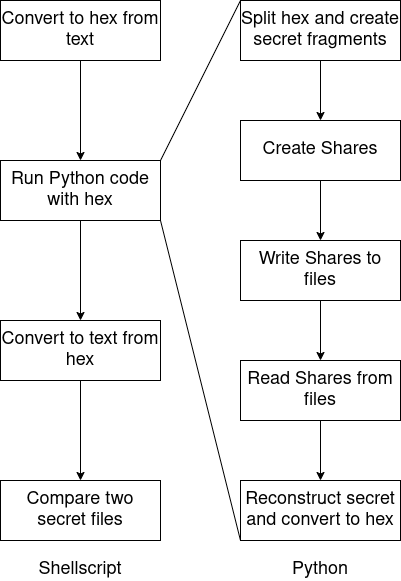 Convert to hex from
text
Run Python code
with hex
Convert to text from
hex
Compare two
secret files
Shellscript
Split hex and create
secret fragments
Create Shares
Write Shares to
files
Read Shares from
files
Reconstruct secret
and convert to hex
Python